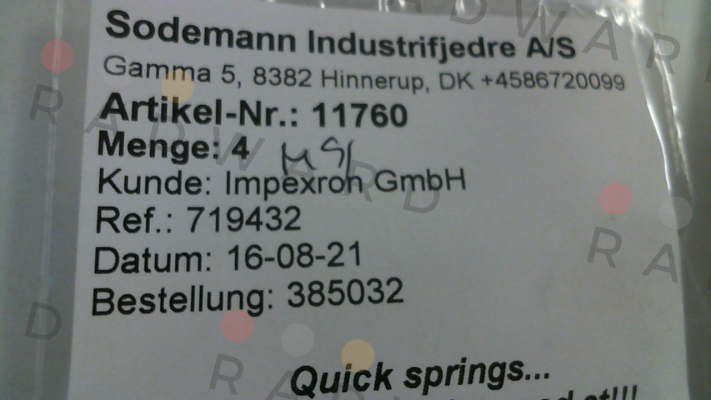 Sodemann Industrifjedre A/S
Gamma 5, 8382 Hinnerup, DK +4586720099
Artikel-Nr.: 11760
Menge: 4
Kunde: Impexron GmbH
Ref.: 719432
Datum: 16-08-21
Bestellung: 385032
Quick springs...